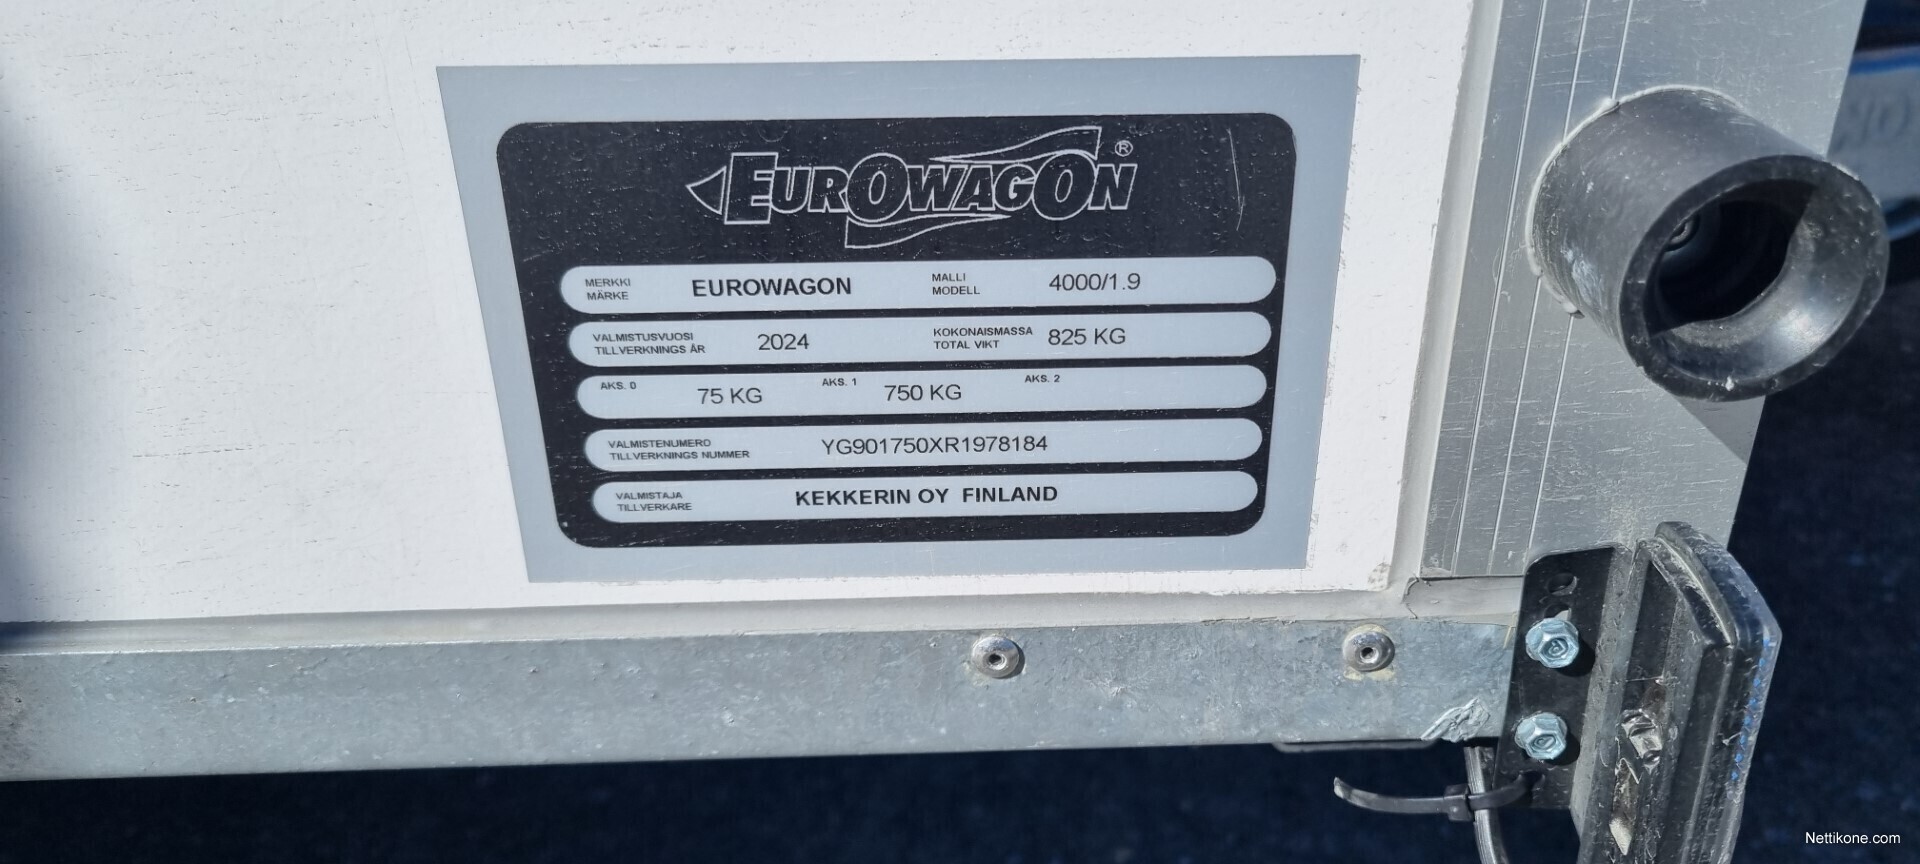 EUROWAGON®
MERKKI
MÄRKE
EUROWAGON
MALLI
MODELL
4000/1.9
VALMISTUSVUOSI
TILLVERKNINGS ÅR
2024
KOKONAISMASSA
TOTAL VIKT
825 KG
AKS. 0
75 KG
AKS. 1
750 KG
AKS. 2
VALMISTENUMERO
TILLVERKNINGS NUMMER
YG901750XR1978184
VALMISTAJA
TILLVERKARE
KEKKERIN OY FINLAND
Nettikone.com